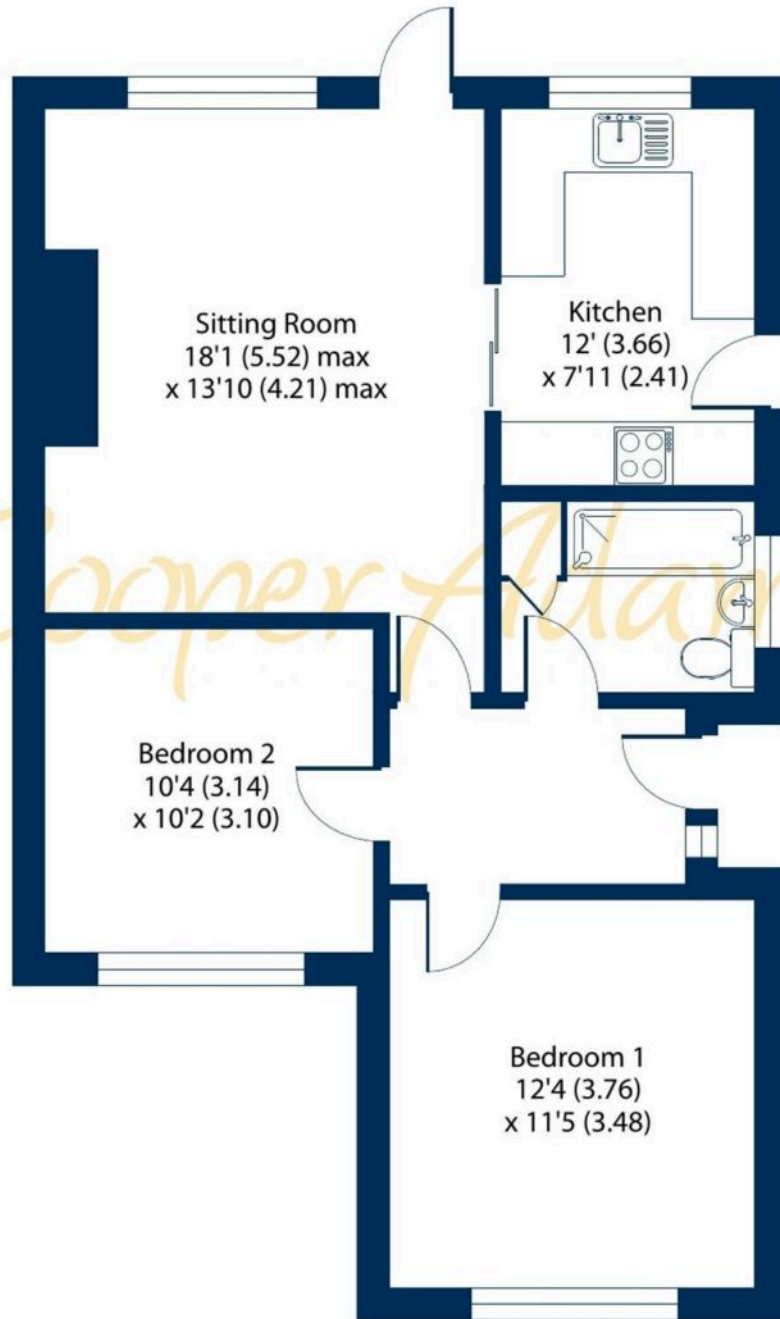 Sitting Room
18'1 (5.52) max
x 13'10 (4.21) max
Kitchen
12' (3.66)
x 7'11 (2.41)
Cooper Adam
Bedroom 2
10'4 (3.14)
x 10'2 (3.10)
Bedroom 1
12'4 (3.76)
x 11'5 (3.48)